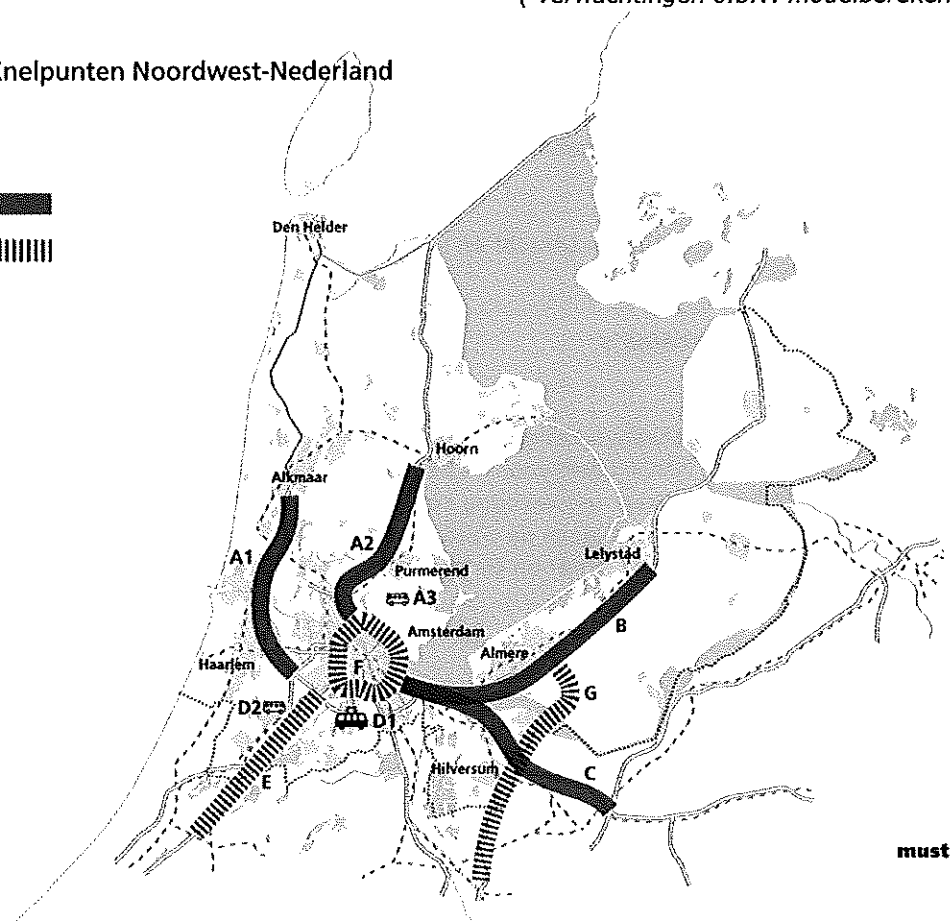 Knelpunten Noordwest-Nederland
Den Helder
Hoorn
Alkmaar
A1
A2
Purmerend
A3
Lelystad
Amsterdam
Almere
B
Haarlem
F
G
D2
D1
Hilversum
C
E
must